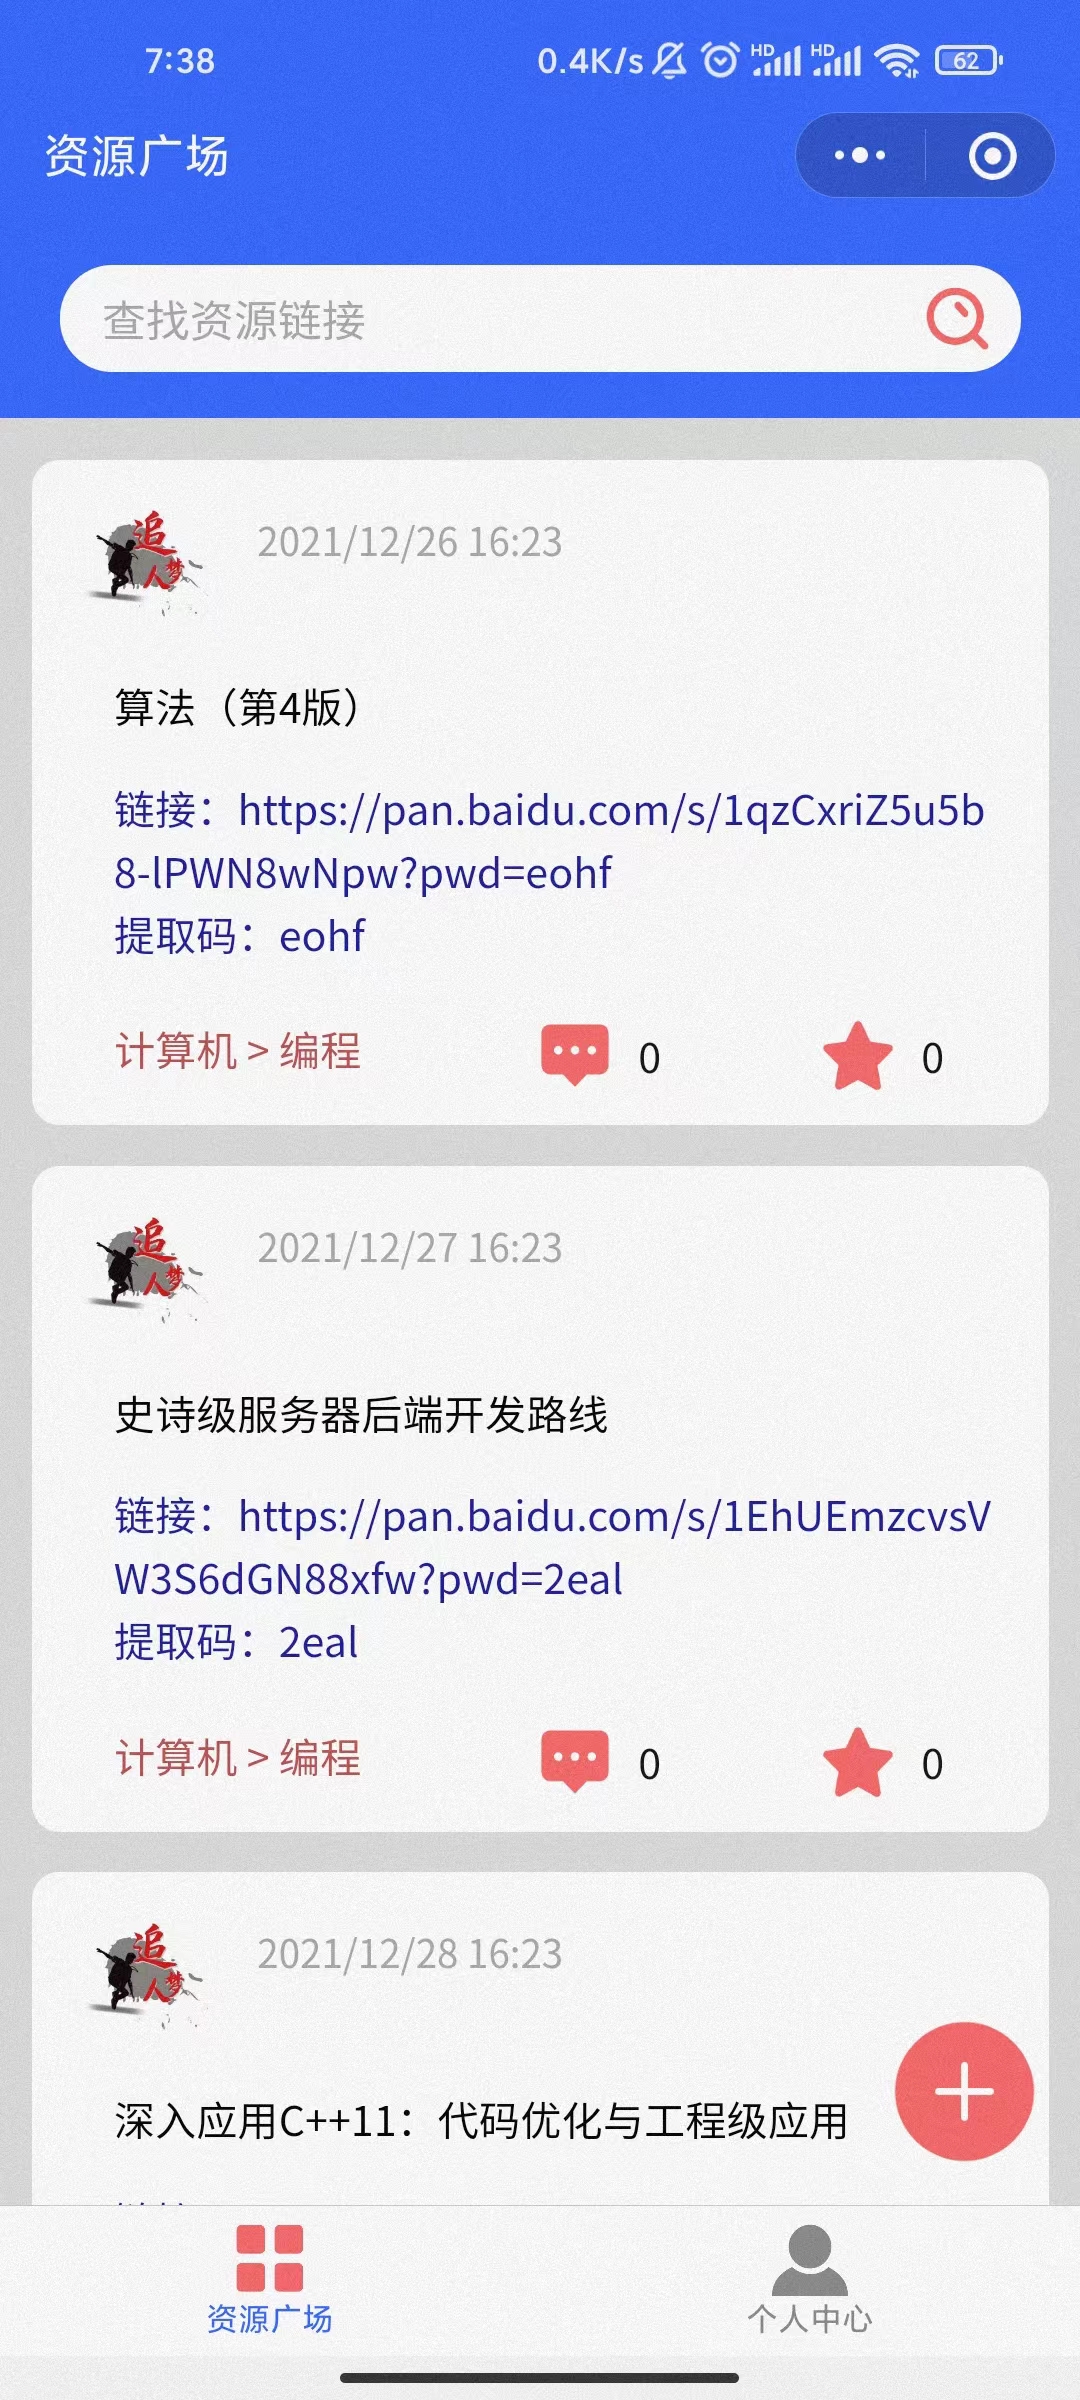 7:38
0.4K/s HD HD 62
资源广场
查找资源链接
追
人梦
2021/12/26 16:23
算法（第4版）
链接：https://pan.baidu.com/s/1qzCxriZ5u5b
8-lPWN8wNpw?pwd=eohf
提取码：eohf
计算机 > 编程 0 0
追
人梦
2021/12/27 16:23
史诗级服务器后端开发路线
链接：https://pan.baidu.com/s/1EhUEmzcvsV
W3S6dGN88xfw?pwd=2eal
提取码：2eal
计算机 > 编程 0 0
追
人梦
2021/12/28 16:23
深入应用C++11：代码优化与工程级应用
资源广场 个人中心